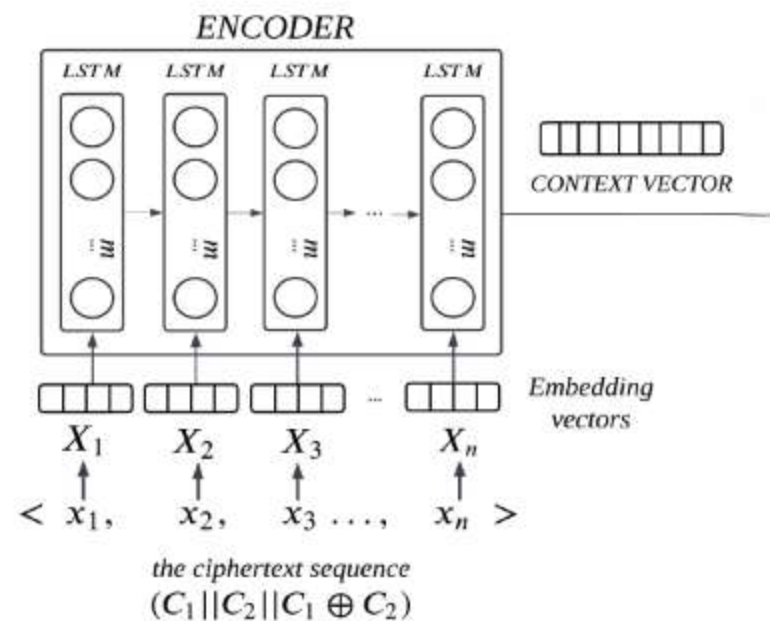 ENCODER
LSTM LSTM LSTM LSTM
m m m m
... ... ... ...
...
CONTEXT VECTOR
...
Embedding
vectors
X₁ X₂ X₃ Xₙ
< x₁, x₂, x₃ ..., xₙ >
the ciphertext sequence
(C₁||C₂||C₁ ⊕ C₂)